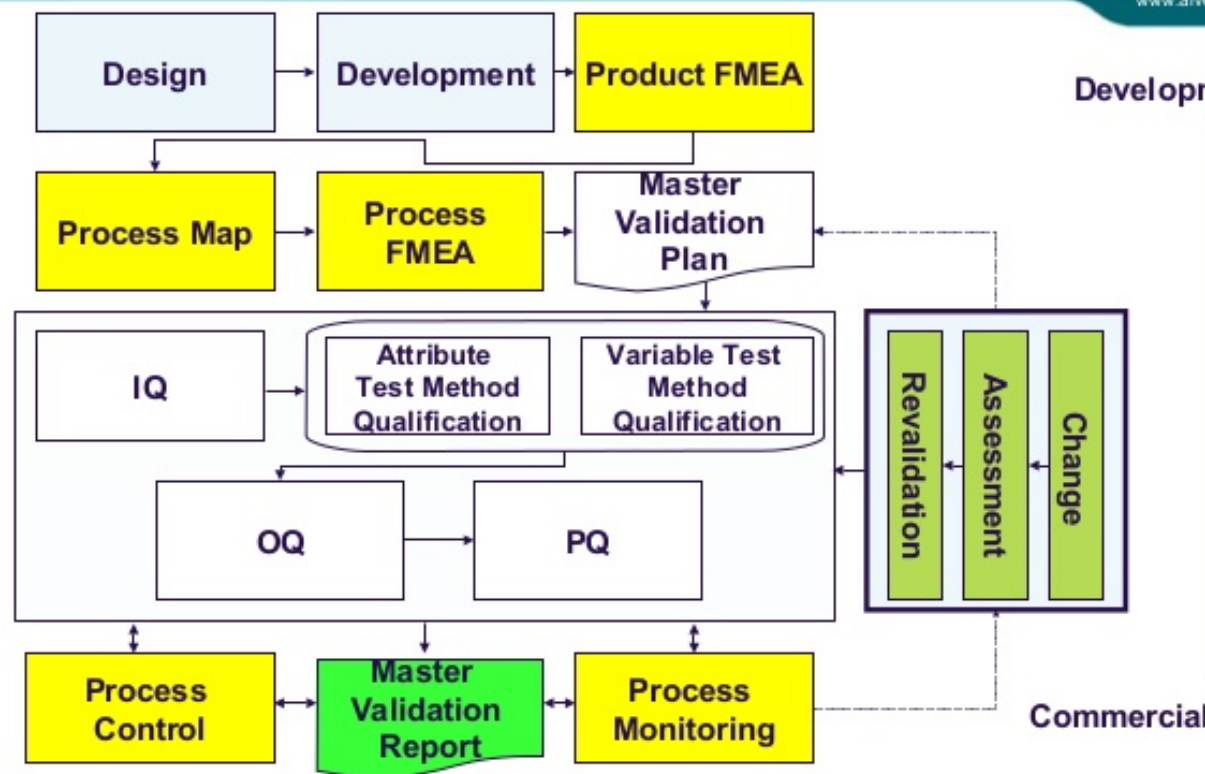 www.
Design
Development
Product FMEA
Process Map
Process
FMEA
Master
Validation
Plan
IQ
Attribute
Test Method
Qualification
Variable Test
Method
Qualification
OQ
PQ
Revalidation
Assessment
Change
Process
Control
Master
Validation
Report
Process
Monitoring
Commercial